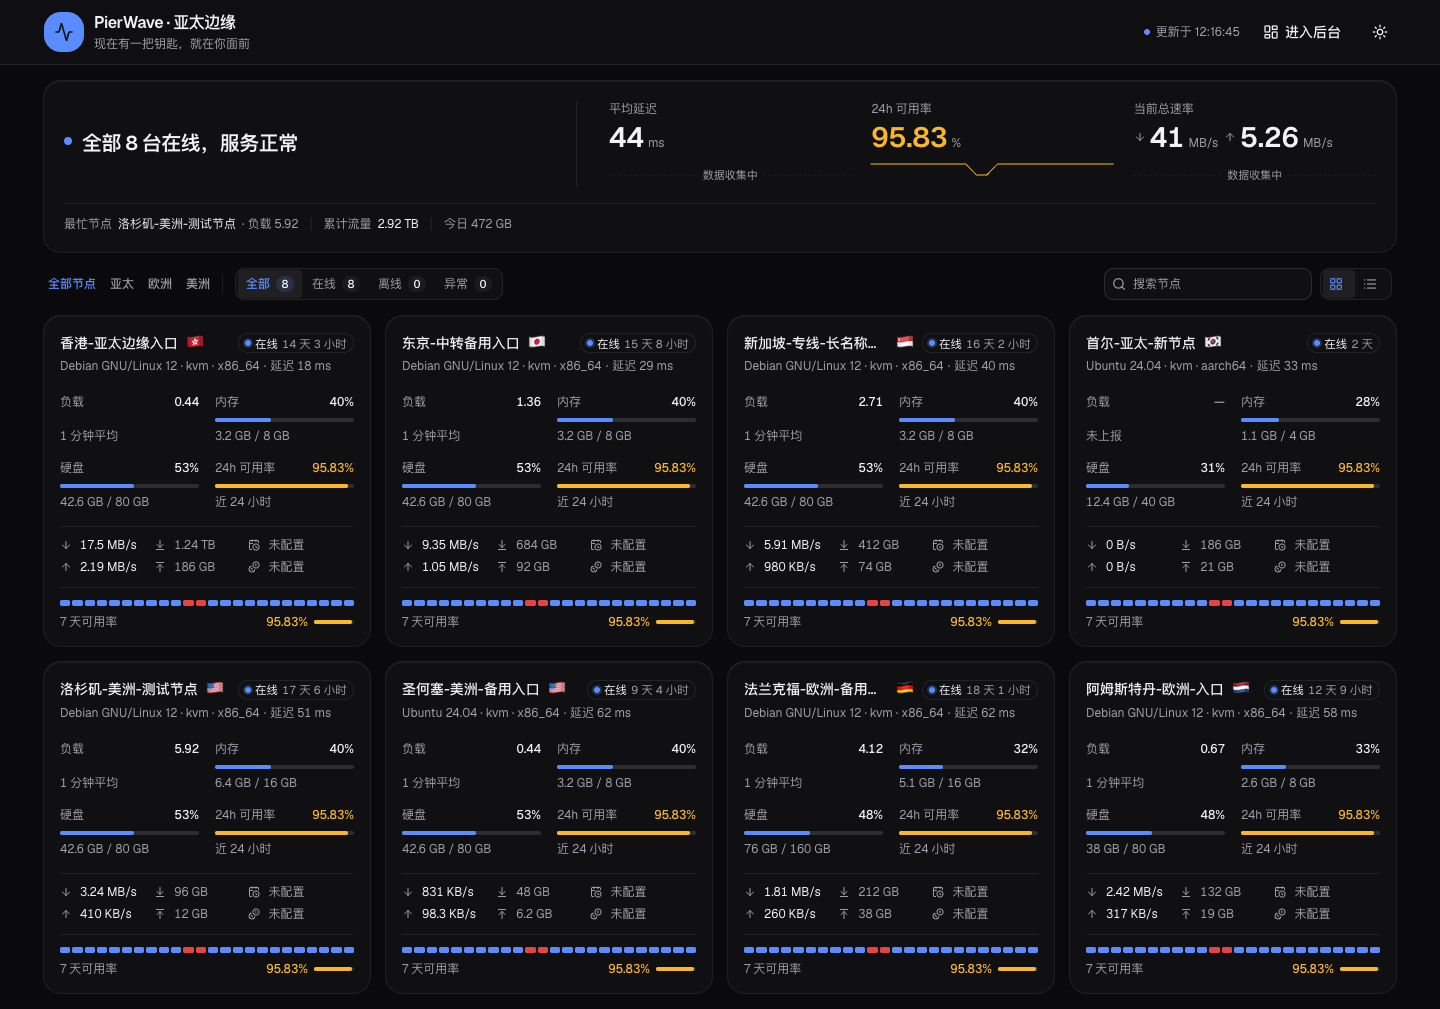 PierWave · 亚太边缘
现在有一把钥匙，就在你面前
更新于 12:16:45
进入后台
全部 8 台在线，服务正常
平均延迟
44 ms
数据收集中
24h 可用率
95.83 %
当前总速率
41 MB/s 5.26 MB/s
数据收集中
最忙节点 洛杉矶-美洲-测试节点 · 负载 5.92 累计流量 2.92 TB 今日 472 GB
全部节点 亚太 欧洲 美洲 全部 8 在线 8 离线 0 异常 0
搜索节点
香港-亚太边缘入口 在线 14 天 3 小时
Debian GNU/Linux 12 · kvm · x86_64 · 延迟 18 ms
负载 0.44 内存 40%
1 分钟平均 3.2 GB / 8 GB
硬盘 53% 24h 可用率 95.83%
42.6 GB / 80 GB 近 24 小时
17.5 MB/s 1.24 TB 未配置
2.19 MB/s 186 GB 未配置
7 天可用率 95.83%
东京-中转备用入口 在线 15 天 8 小时
Debian GNU/Linux 12 · kvm · x86_64 · 延迟 29 ms
负载 1.36 内存 40%
1 分钟平均 3.2 GB / 8 GB
硬盘 53% 24h 可用率 95.83%
42.6 GB / 80 GB 近 24 小时
9.35 MB/s 684 GB 未配置
1.05 MB/s 92 GB 未配置
7 天可用率 95.83%
新加坡-专线-长名称... 在线 16 天 2 小时
Debian GNU/Linux 12 · kvm · x86_64 · 延迟 40 ms
负载 2.71 内存 40%
1 分钟平均 3.2 GB / 8 GB
硬盘 53% 24h 可用率 95.83%
42.6 GB / 80 GB 近 24 小时
5.91 MB/s 412 GB 未配置
980 KB/s 74 GB 未配置
7 天可用率 95.83%
首尔-亚太-新节点 在线 2 天
Ubuntu 24.04 · kvm · aarch64 · 延迟 33 ms
负载 — 内存 28%
未上报 1.1 GB / 4 GB
硬盘 31% 24h 可用率 95.83%
12.4 GB / 40 GB 近 24 小时
0 B/s 186 GB 未配置
0 B/s 21 GB 未配置
7 天可用率 95.83%
洛杉矶-美洲-测试节点 在线 17 天 6 小时
Debian GNU/Linux 12 · kvm · x86_64 · 延迟 51 ms
负载 5.92 内存 40%
1 分钟平均 6.4 GB / 16 GB
硬盘 53% 24h 可用率 95.83%
42.6 GB / 80 GB 近 24 小时
3.24 MB/s 96 GB 未配置
410 KB/s 12 GB 未配置
7 天可用率 95.83%
圣何塞-美洲-备用入口 在线 9 天 4 小时
Ubuntu 24.04 · kvm · x86_64 · 延迟 62 ms
负载 0.44 内存 40%
1 分钟平均 3.2 GB / 8 GB
硬盘 53% 24h 可用率 95.83%
42.6 GB / 80 GB 近 24 小时
831 KB/s 48 GB 未配置
98.3 KB/s 6.2 GB 未配置
7 天可用率 95.83%
法兰克福-欧洲-备用... 在线 18 天 1 小时
Debian GNU/Linux 12 · kvm · x86_64 · 延迟 62 ms
负载 4.12 内存 32%
1 分钟平均 5.1 GB / 16 GB
硬盘 48% 24h 可用率 95.83%
76 GB / 160 GB 近 24 小时
1.81 MB/s 212 GB 未配置
260 KB/s 38 GB 未配置
7 天可用率 95.83%
阿姆斯特丹-欧洲-入口 在线 12 天 9 小时
Debian GNU/Linux 12 · kvm · x86_64 · 延迟 58 ms
负载 0.67 内存 33%
1 分钟平均 2.6 GB / 8 GB
硬盘 48% 24h 可用率 95.83%
38 GB / 80 GB 近 24 小时
2.42 MB/s 132 GB 未配置
317 KB/s 19 GB 未配置
7 天可用率 95.83%